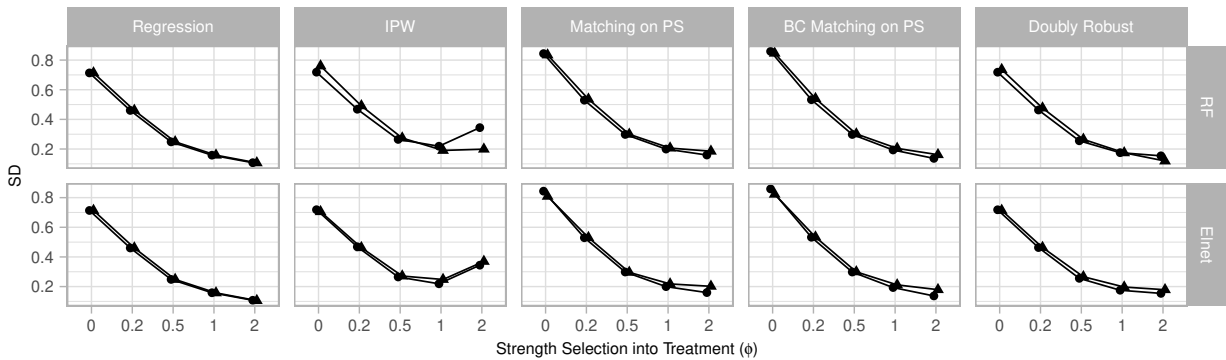 Regression IPW Matching on PS BC Matching on PS Doubly Robust
0.8
0.6
0.4
0.2
RF
SD
0.8
0.6
0.4
0.2
Elnet
0 0.2 0.5 1 2 0 0.2 0.5 1 2 0 0.2 0.5 1 2 0 0.2 0.5 1 2 0 0.2 0.5 1 2
Strength Selection into Treatment (ϕ)